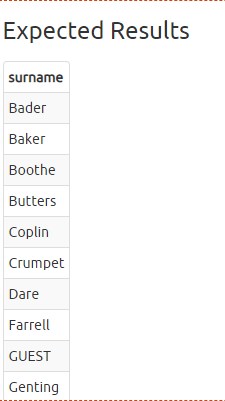 Expected Results
surname
Bader
Baker
Boothe
Butters
Coplin
Crumpet
Dare
Farrell
GUEST
Genting